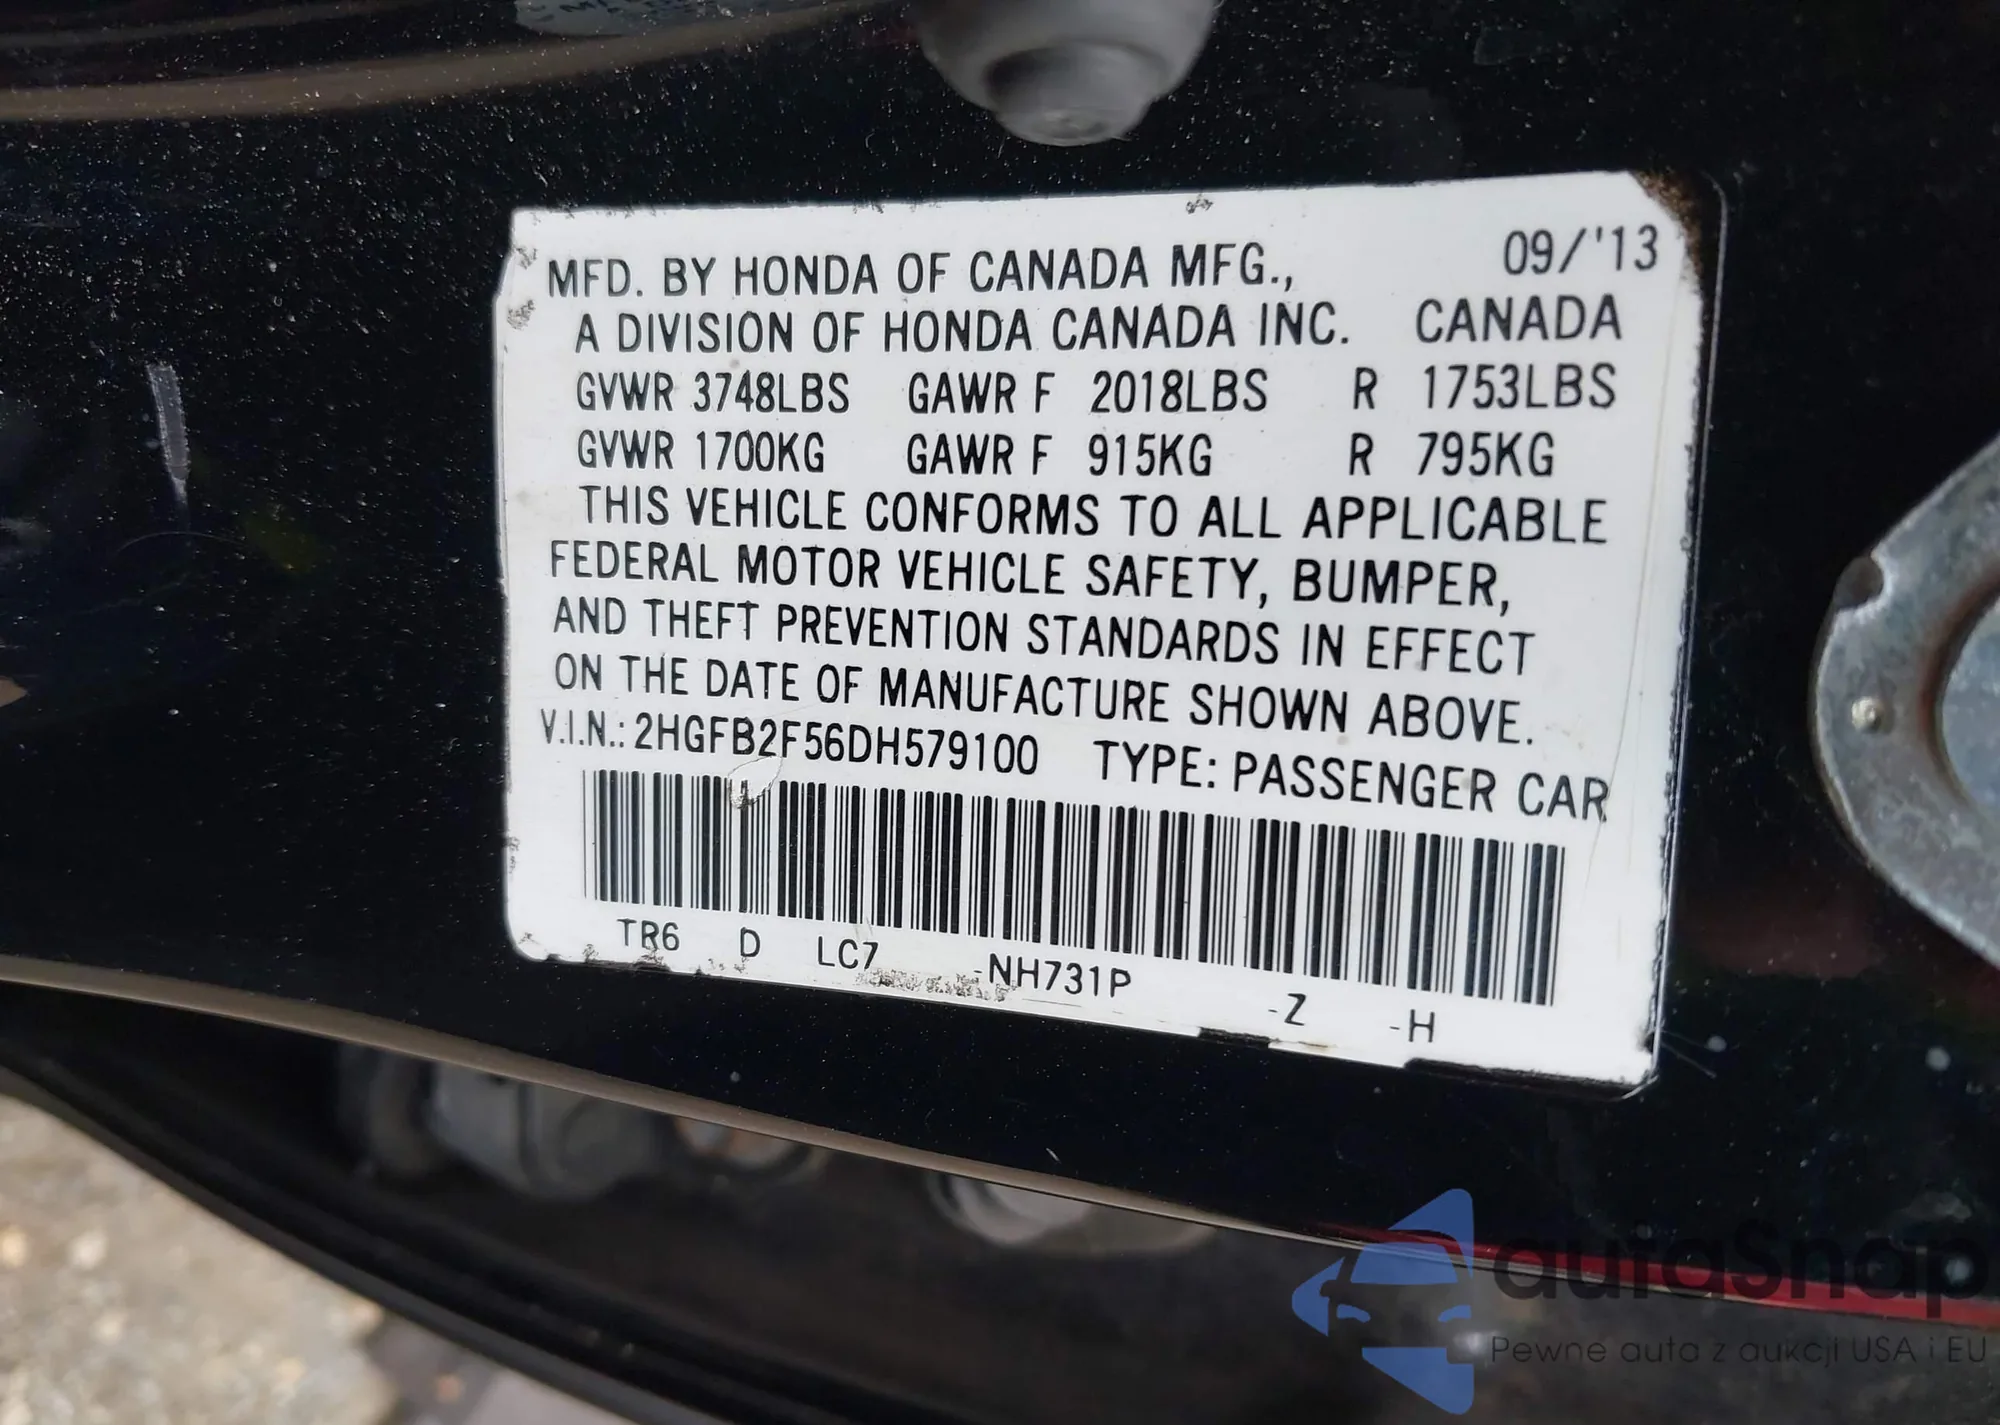 MFD. BY HONDA OF CANADA MFG., 09/'13
A DIVISION OF HONDA CANADA INC. CANADA
GVWR 3748LBS GAWR F 2018LBS R 1753LBS
GVWR 1700KG GAWR F 915KG R 795KG
THIS VEHICLE CONFORMS TO ALL APPLICABLE
FEDERAL MOTOR VEHICLE SAFETY, BUMPER,
AND THEFT PREVENTION STANDARDS IN EFFECT
ON THE DATE OF MANUFACTURE SHOWN ABOVE.
V.I.N.: 2HGFB2F56DH579100 TYPE: PASSENGER CAR
TR6 D LC7 -NH731P -Z -H
autaSnap
Pewne auta z aukcji USA i EU